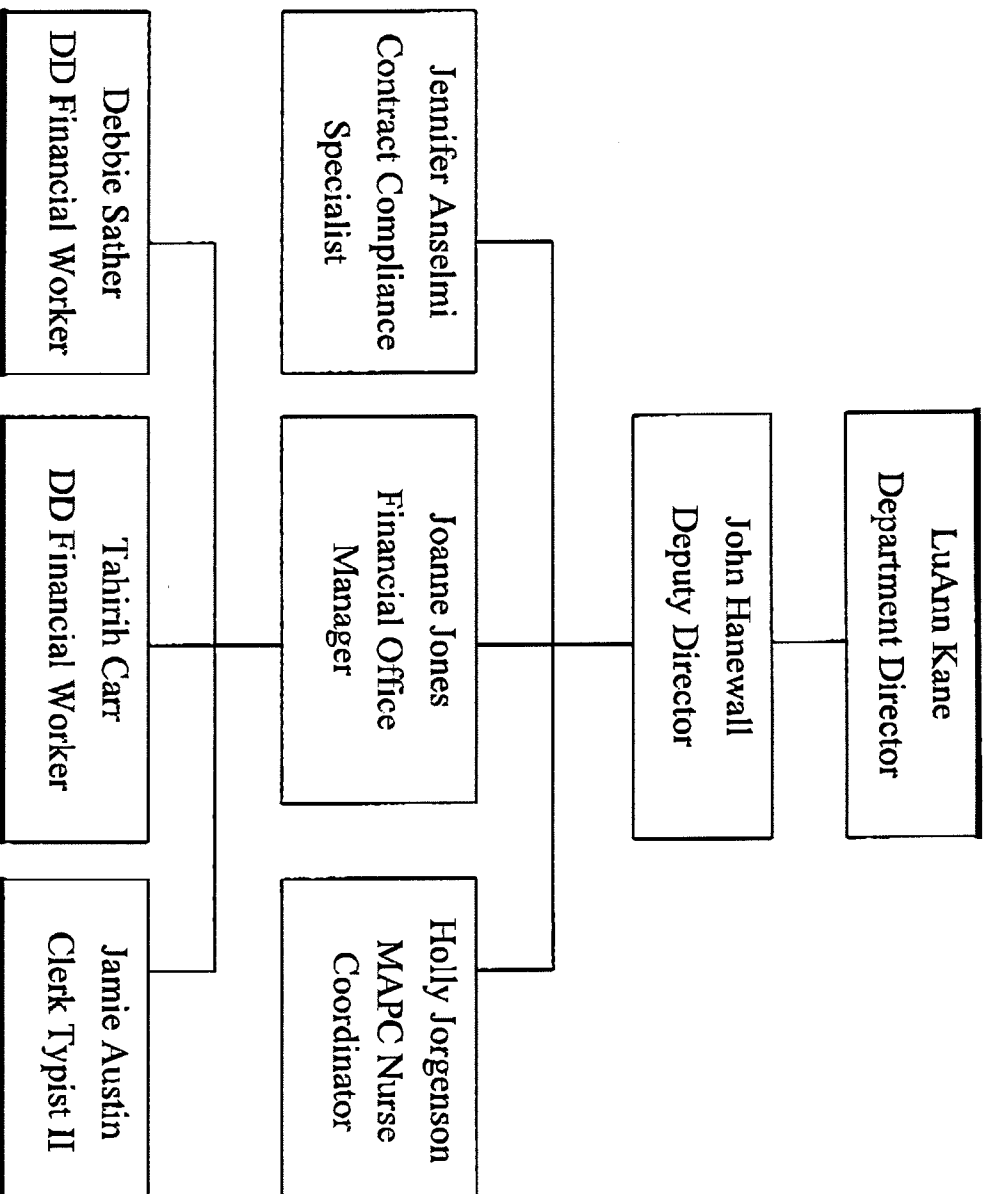 LuAnn Kane
Department Director
John Hanewall
Deputy Director
Jennifer Anselmi
Contract Compliance
Specialist
Joanne Jones
Financial Office
Manager
Holly Jorgenson
MAPC Nurse
Coordinator
Debbie Sather
DD Financial Worker
Tahirih Carr
DD Financial Worker
Jamie Austin
Clerk Typist II